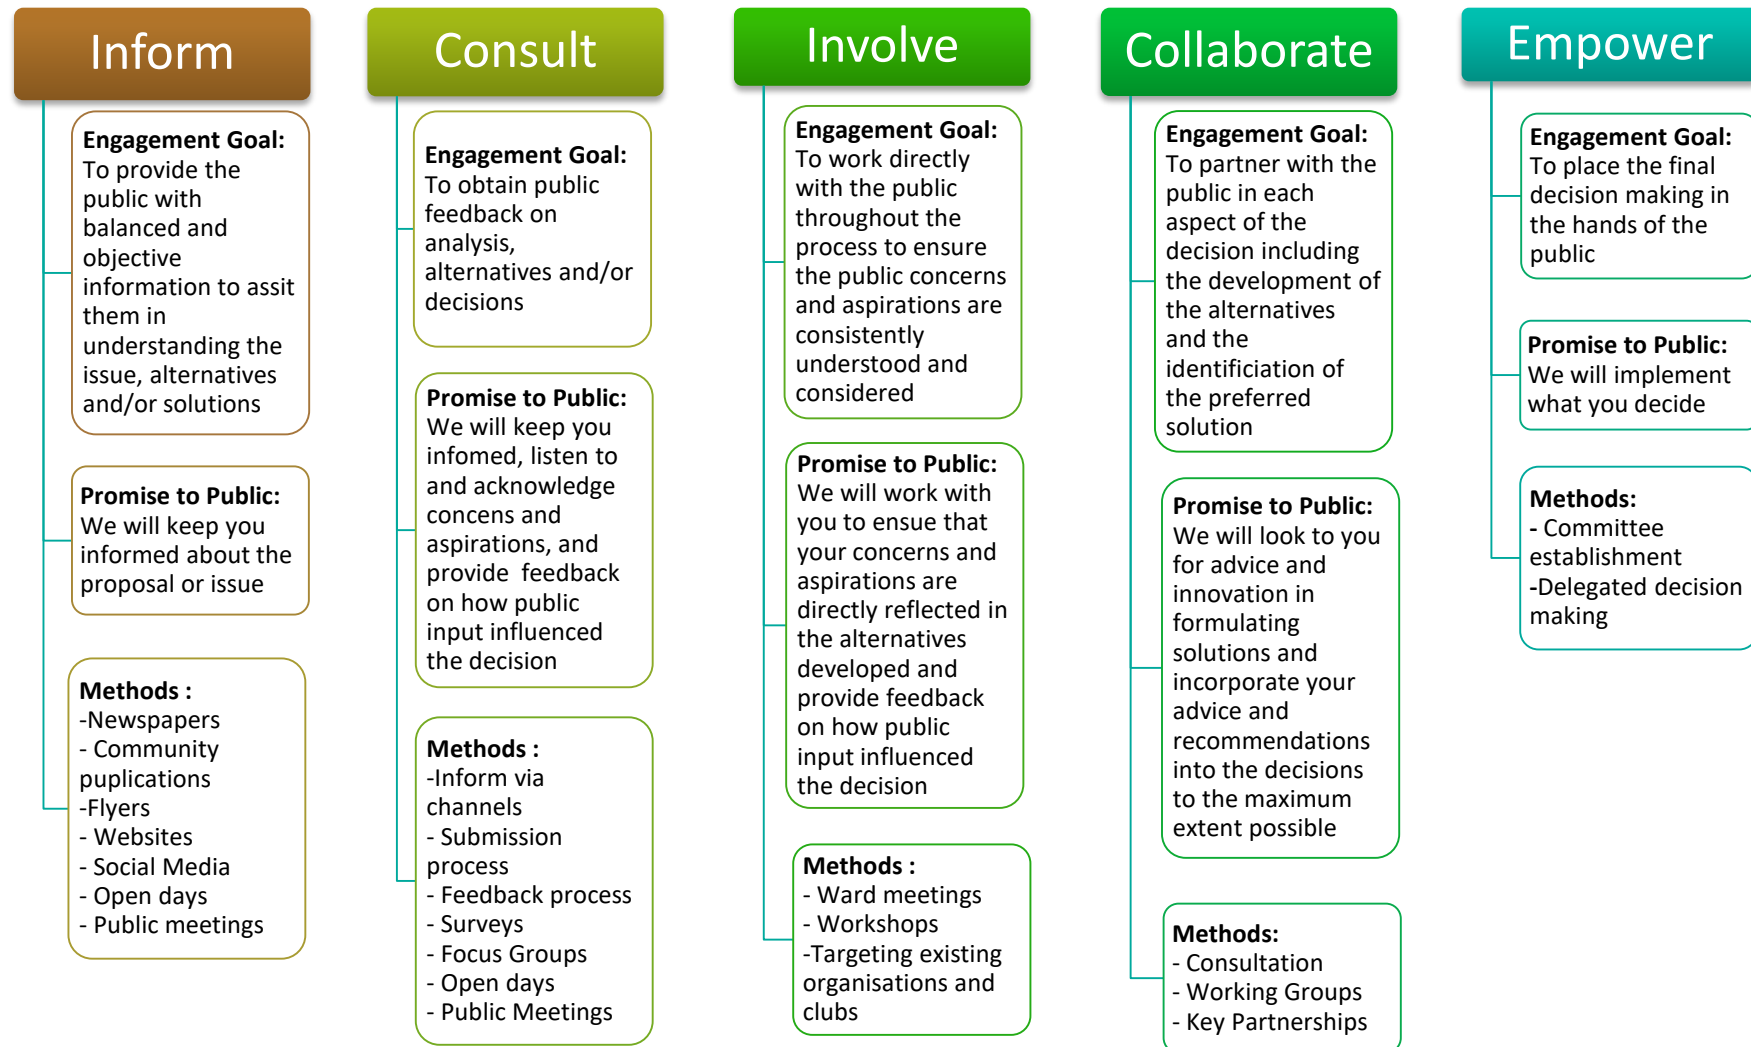 Inform
Engagement Goal:
To provide the
public with
balanced and
objective
information to assit
them in
understanding the
issue, alternatives
and/or solutions
Promise to Public:
We will keep you
informed about the
proposal or issue
Methods :
-Newspapers
- Community
puplications
-Flyers
- Websites
- Social Media
- Open days
- Public meetings
Consult
Engagement Goal:
To obtain public
feedback on
analysis,
alternatives and/or
decisions
Promise to Public:
We will keep you
infomed, listen to
and acknowledge
concens and
aspirations, and
provide  feedback
on how public
input influenced
the decision
Methods :
-Inform via
channels
- Submission
process
- Feedback process
- Surveys
- Focus Groups
- Open days
- Public Meetings
Involve
Engagement Goal:
To work directly
with the public
throughout the
process to ensure
the public concerns
and aspirations are
consistently
understood and
considered
Promise to Public:
We will work with
you to ensue that
your concerns and
aspirations are
directly reflected in
the alternatives
developed and
provide feedback
on how public
input influenced
the decision
Methods :
- Ward meetings
- Workshops
-Targeting existing
organisations and
clubs
Collaborate
Engagement Goal:
To partner with the
public in each
aspect of the
decision including
the development of
the alternatives
and the
identificiation of
the preferred
solution
Promise to Public:
We will look to you
for advice and
innovation in
formulating
solutions and
incorporate your
advice and
recommendations
into the decisions
to the maximum
extent possible
Methods:
- Consultation
- Working Groups
- Key Partnerships
Empower
Engagement Goal:
To place the final
decision making in
the hands of the
public
Promise to Public:
We will implement
what you decide
Methods:
- Committee
establishment
-Delegated decision
making